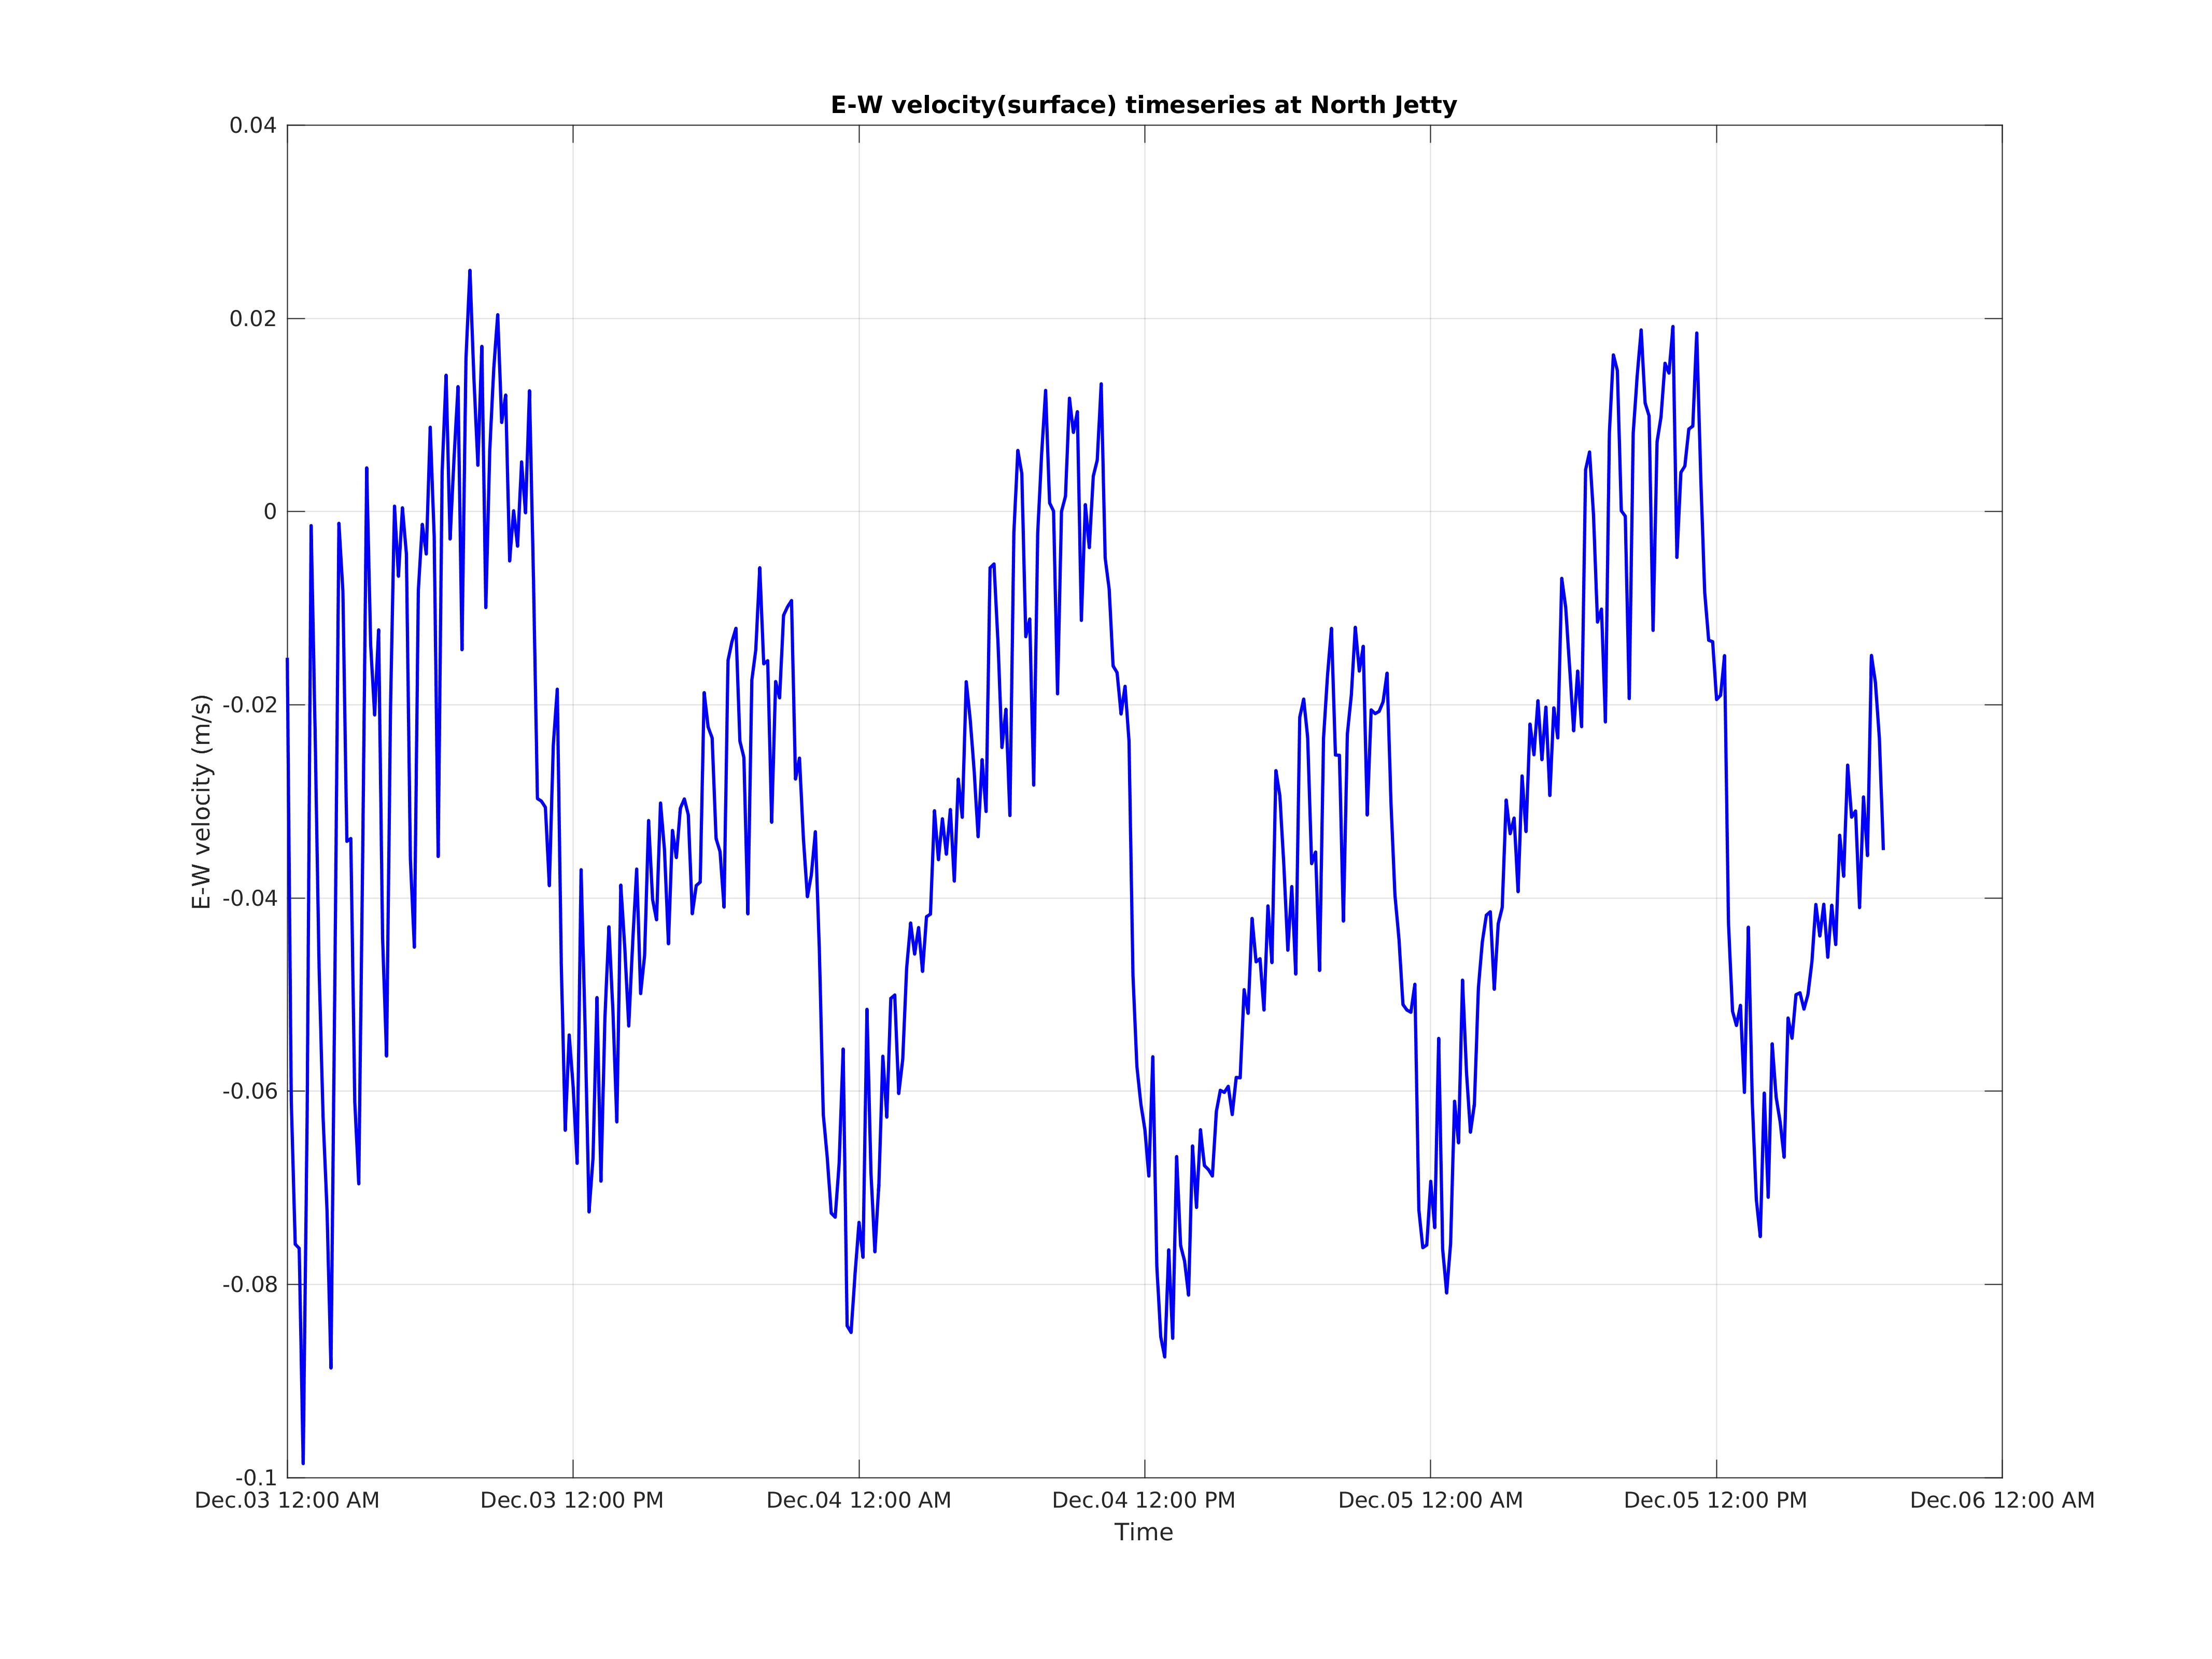 E-W velocity(surface) timeseries at North Jetty
0.04
0.02
0
-0.02
-0.04
-0.06
-0.08
-0.1
E-W velocity (m/s)
Dec.03 12:00 AM Dec.03 12:00 PM Dec.04 12:00 AM Dec.04 12:00 PM Dec.05 12:00 AM Dec.05 12:00 PM Dec.06 12:00 AM
Time